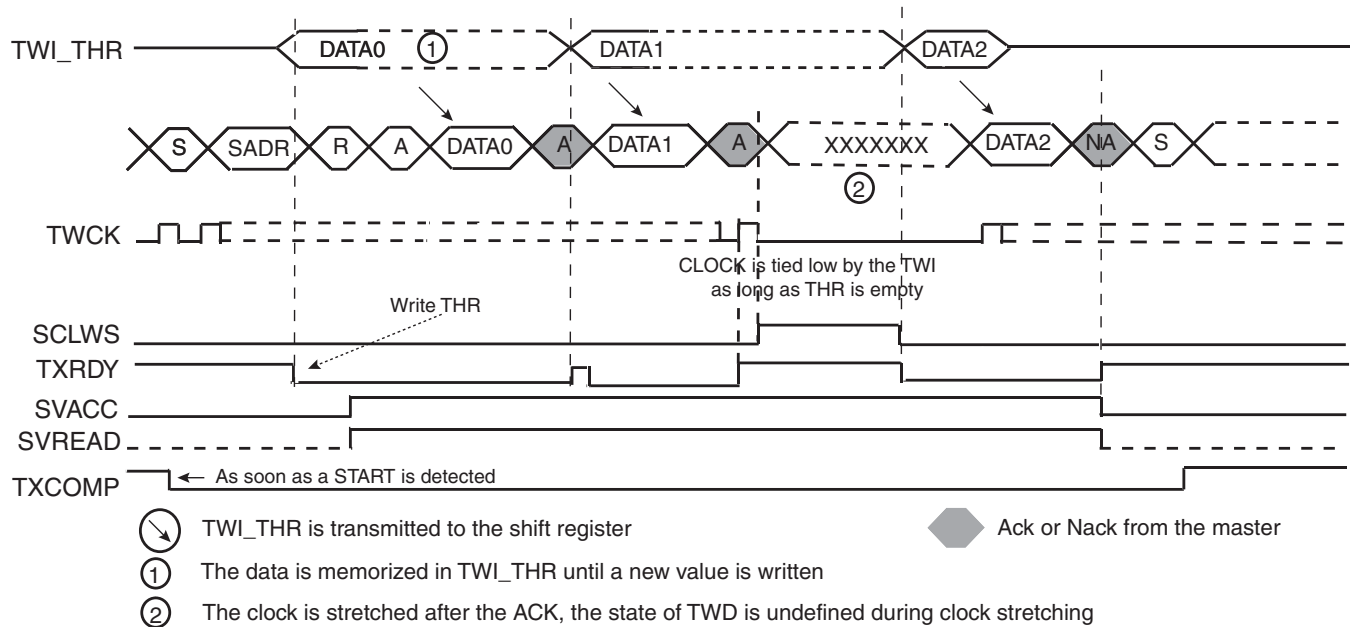 TWI_THR
DATA0 1 DATA1 DATA2
S SADR R A DATA0 A DATA1 A XXXXXXX DATA2 NA S
2
TWCK
CLOCK is tied low by the TWI
as long as THR is empty
Write THR
SCLWS
TXRDY
SVACC
SVREAD
TXCOMP
As soon as a START is detected
TWI_THR is transmitted to the shift register
Ack or Nack from the master
1 The data is memorized in TWI_THR until a new value is written
2 The clock is stretched after the ACK, the state of TWD is undefined during clock stretching